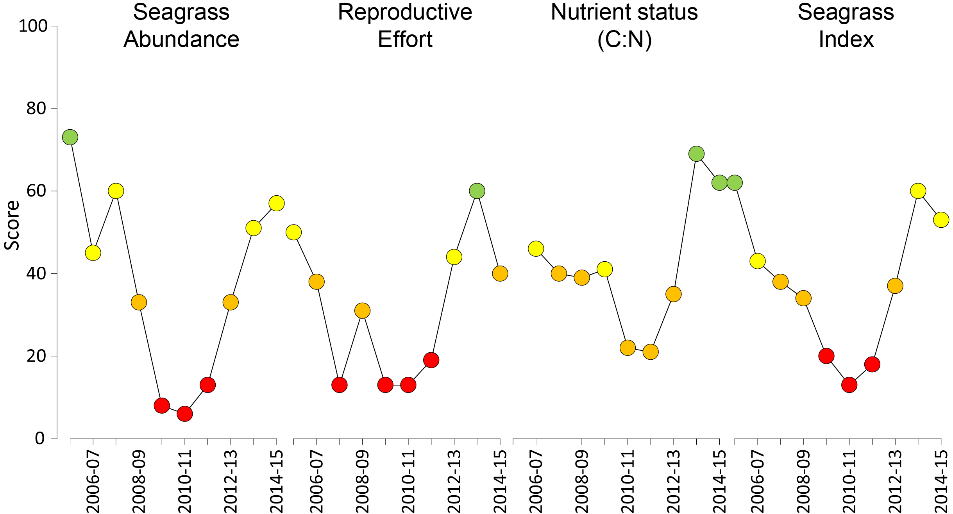 Seagrass
Abundance
Reproductive
Effort
Nutrient status
(C:N)
Seagrass
Index
Score
100
80
60
40
20
0
2006-07
2008-09
2010-11
2012-13
2014-15
2006-07
2008-09
2010-11
2012-13
2014-15
2006-07
2008-09
2010-11
2012-13
2014-15
2006-07
2008-09
2010-11
2012-13
2014-15